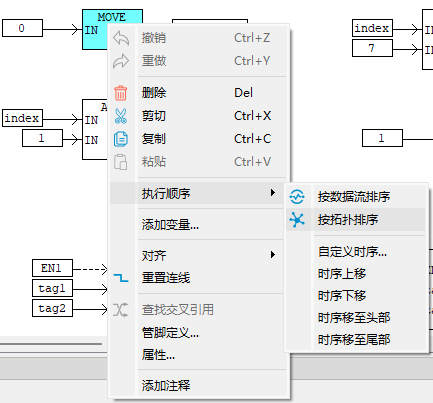 MOVE
0
IN
index
7
IN
撤销 Ctrl+Z
重做 Ctrl+Y
删除 Del
剪切 Ctrl+X
复制 Ctrl+C
粘贴 Ctrl+V
index
IN
1
IN
1
执行顺序
按数据流排序
按拓扑排序
添加变量...
自定义时序...
时序上移
时序下移
时序移至头部
时序移至尾部
对齐
重置连线
EN1
tag1
tag2
查找交叉引用
管脚定义...
属性...
添加注释